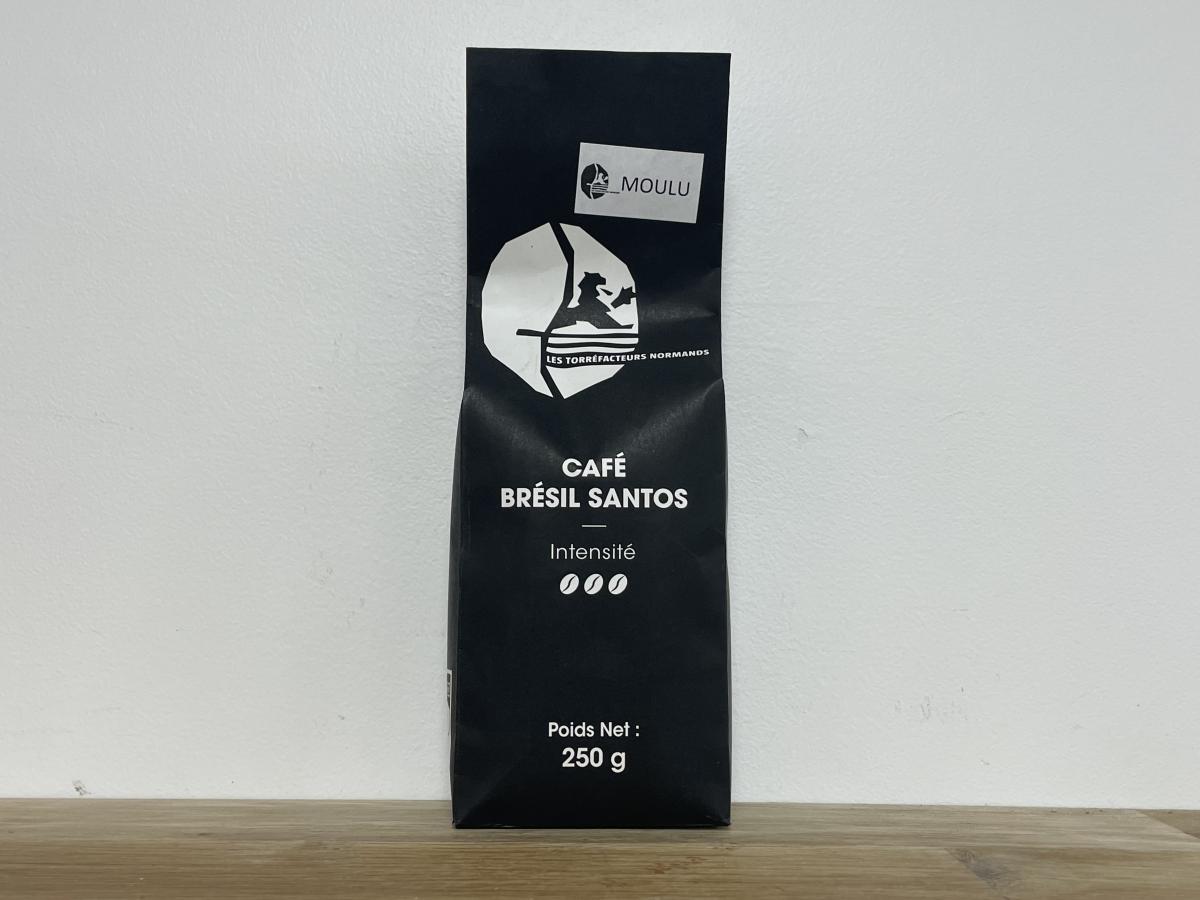 MOULU
LES TORRÉFACTEURS NORMANDS
CAFÉ
BRÉSIL SANTOS
Intensité
Poids Net :
250 g